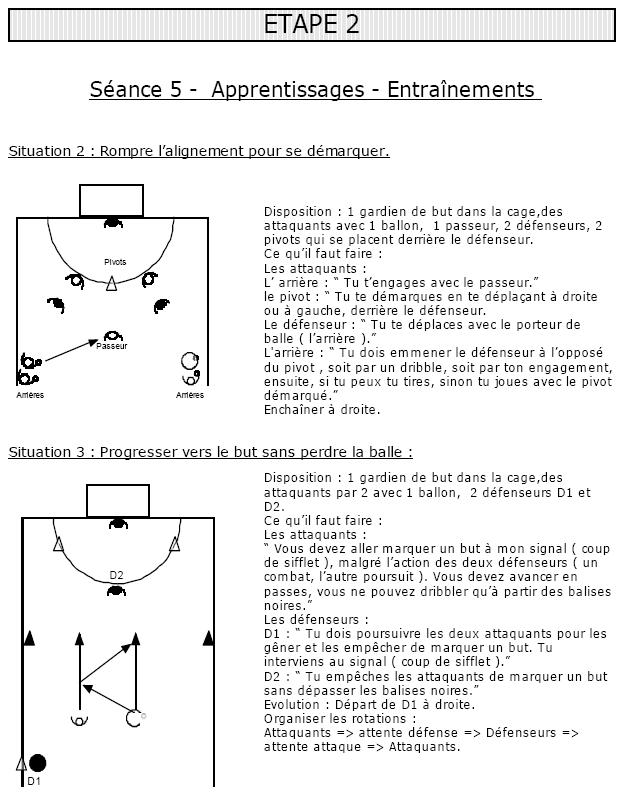 ETAPE 2
Séance 5 - Apprentissages - Entraînements
Situation 2 : Rompre l'alignement pour se démarquer.
Pivots
Passeur
Arrières
Arrières
Disposition : 1 gardien de but dans la cage,des
attaquants avec 1 ballon, 1 passeur, 2 défenseurs, 2
pivots qui se placent derrière le défenseur.
Ce qu'il faut faire :
Les attaquants :
L' arrière : “ Tu t'engages avec le passeur.”
le pivot : “ Tu te démarques en te déplaçant à droite
ou à gauche, derrière le défenseur.
Le défenseur : “ Tu te déplaces avec le porteur de
balle ( l'arrière ).”
L'arrière : “ Tu dois emmener le défenseur à l'opposé
du pivot , soit par un dribble, soit par ton engagement,
ensuite, si tu peux tu tires, sinon tu joues avec le pivot
démarqué.”
Enchaîner à droite.
Situation 3 : Progresser vers le but sans perdre la balle :
D2
D1
Disposition : 1 gardien de but dans la cage,des
attaquants par 2 avec 1 ballon, 2 défenseurs D1 et
D2.
Ce qu'il faut faire :
Les attaquants :
“ Vous devez aller marquer un but à mon signal ( coup
de sifflet ), malgré l'action des deux défenseurs ( un
combat, l'autre poursuit ). Vous devez avancer en
passes, vous ne pouvez dribbler qu'à partir des balises
noires.”
Les défenseurs :
D1 : “ Tu dois poursuivre les deux attaquants pour les
gêner et les empêcher de marquer un but. Tu
interviens au signal ( coup de sifflet ).”
D2 : “ Tu empêches les attaquants de marquer un but
sans dépasser les balises noires.”
Evolution : Départ de D1 à droite.
Organiser les rotations :
Attaquants => attente défense => Défenseurs =>
attente attaque => Attaquants.